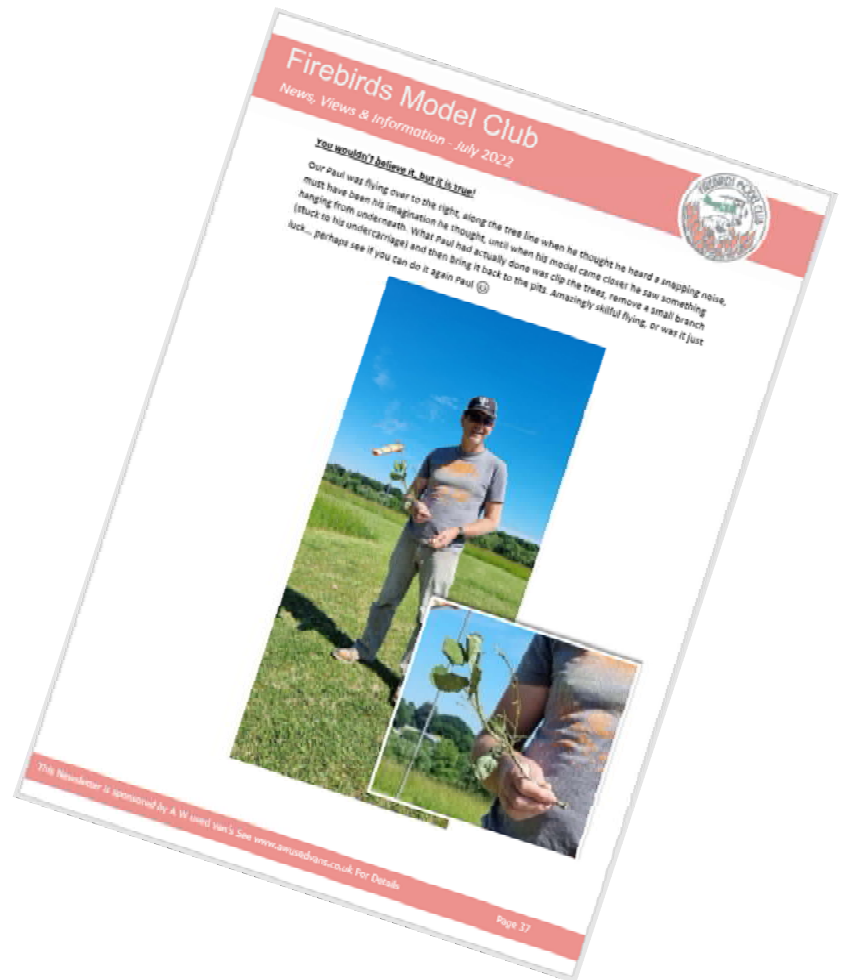 Firebirds Model Club
News, Views & Information - July 2022
FIREBIRDS MODEL CLUB
You wouldn't believe it, but it is true!
Our Paul was flying over to the right, along the tree line when he thought he heard a snapping noise,
must have been his imagination he thought, until when his model came closer he saw something
hanging from underneath. What Paul had actually done was clip the trees, remove a small branch
(stuck to his undercarriage) and then bring it back to the pits. Amazingly skilful flying, or was it just
luck... perhaps see if you can do it again Paul ☺
This Newsletter is sponsored by A W used Van's See www.awusedvans.co.uk For Details
Page 37